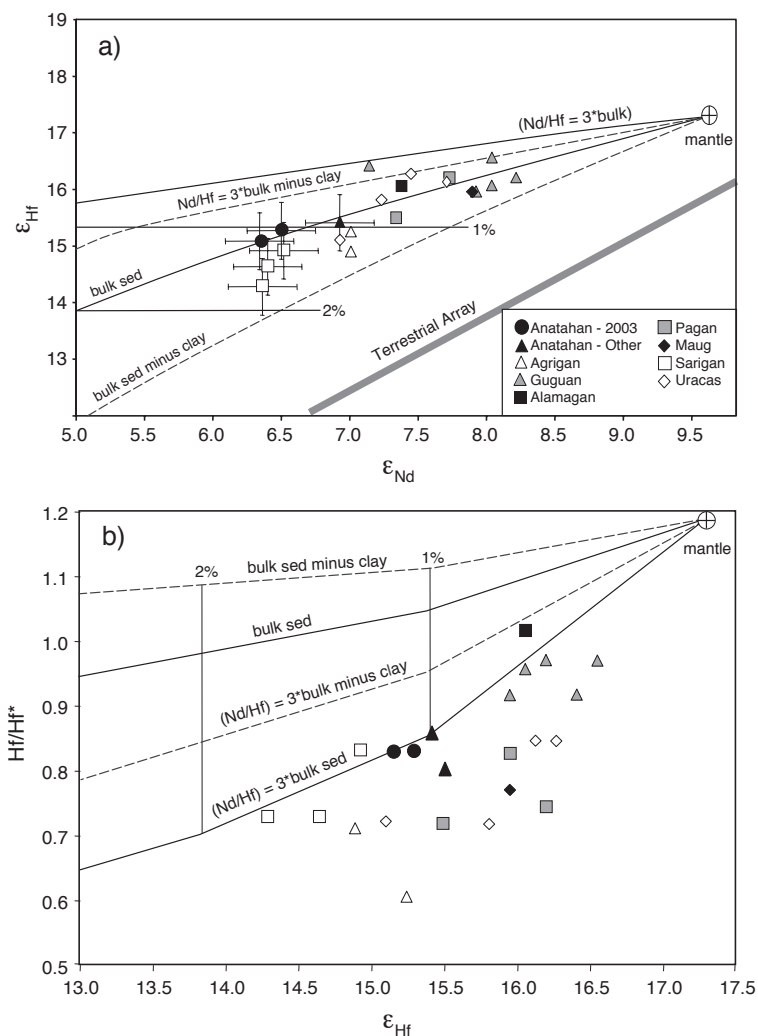 a)
19
18
17
16
15
14
13
εHf
(Nd/Hf = 3*bulk)
mantle
Nd/Hf = 3*bulk minus clay
1%
bulk sed
2%
bulk sed minus clay
Terrestrial Array
Anatahan - 2003
Anatahan - Other
Agrigan
Guguan
Alamagan
Pagan
Maug
Sarigan
Uracas
5.0 5.5 6.0 6.5 7.0 7.5 8.0 8.5 9.0 9.5
εNd
b)
1.2
1.1
1.0
0.9
0.8
0.7
0.6
0.5
Hf/Hf*
mantle
2%
bulk sed minus clay
1%
bulk sed
(Nd/Hf) = 3*bulk minus clay
(Nd/Hf) = 3*bulk sed
13.0 13.5 14.0 14.5 15.0 15.5 16.0 16.5 17.0 17.5
εHf